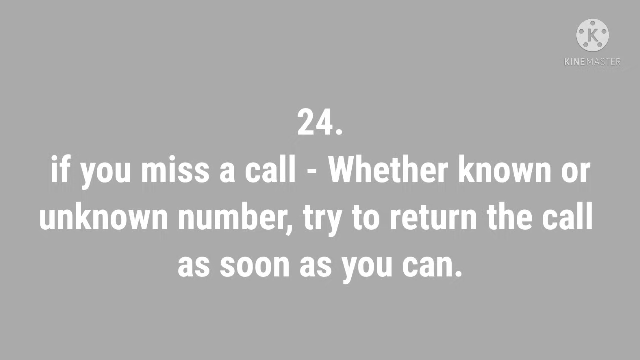 KINEMASTER
24.
if you miss a call - Whether known or
unknown number, try to return the call
as soon as you can.